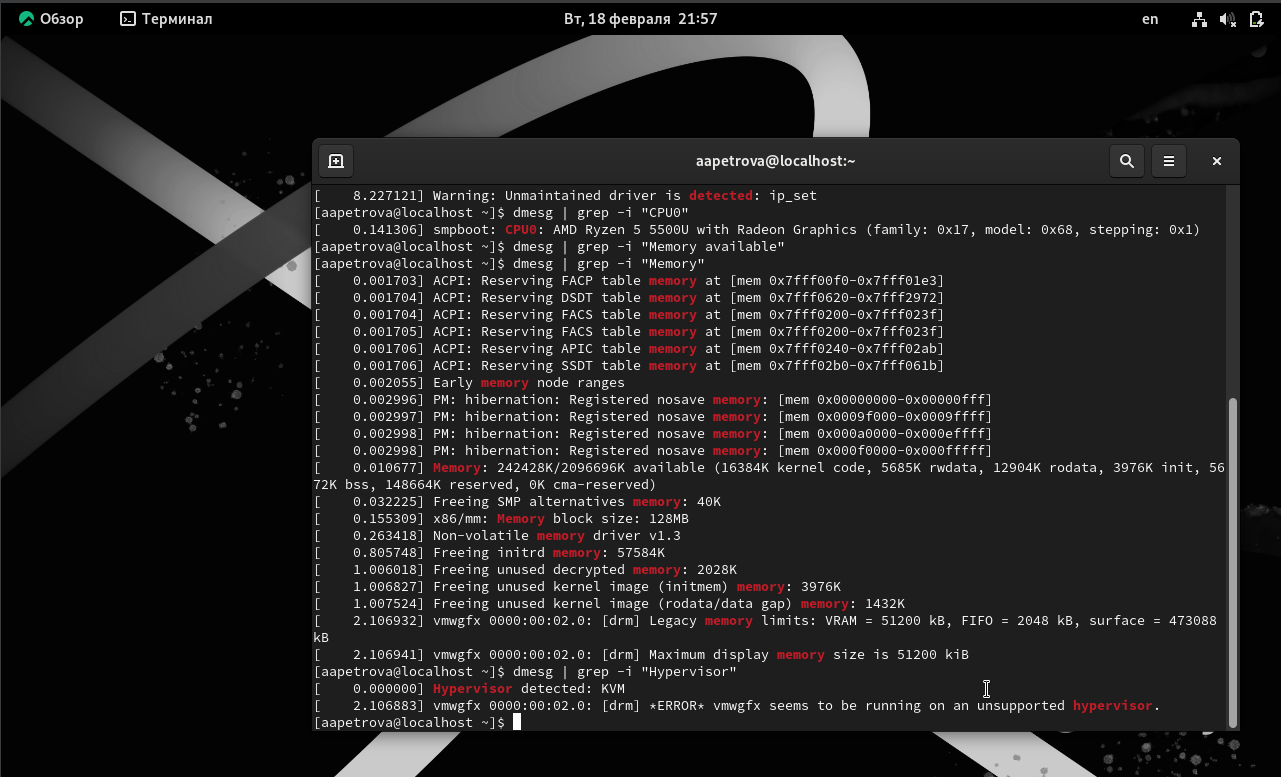 Обзор
Терминал
Вт, 18 февраля 21:57
en
aapetrova@localhost:~
[    8.227121] Warning: Unmaintained driver is detected: ip_set
[aapetrova@localhost ~]$ dmesg | grep -i "CPU0"
[    0.141306] smpboot: CPU0: AMD Ryzen 5 5500U with Radeon Graphics (family: 0x17, model: 0x68, stepping: 0x1)
[aapetrova@localhost ~]$ dmesg | grep -i "Memory available"
[aapetrova@localhost ~]$ dmesg | grep -i "Memory"
[    0.001703] ACPI: Reserving FACP table memory at [mem 0x7fff00f0-0x7fff01e3]
[    0.001704] ACPI: Reserving DSDT table memory at [mem 0x7fff0620-0x7fff2972]
[    0.001704] ACPI: Reserving FACS table memory at [mem 0x7fff0200-0x7fff023f]
[    0.001705] ACPI: Reserving FACS table memory at [mem 0x7fff0200-0x7fff023f]
[    0.001706] ACPI: Reserving APIC table memory at [mem 0x7fff0240-0x7fff02ab]
[    0.001706] ACPI: Reserving SSDT table memory at [mem 0x7fff02b0-0x7fff061b]
[    0.002055] Early memory node ranges
[    0.002996] PM: hibernation: Registered nosave memory: [mem 0x00000000-0x00000fff]
[    0.002997] PM: hibernation: Registered nosave memory: [mem 0x0009f000-0x0009ffff]
[    0.002998] PM: hibernation: Registered nosave memory: [mem 0x000a0000-0x000effff]
[    0.002998] PM: hibernation: Registered nosave memory: [mem 0x000f0000-0x000fffff]
[    0.010677] Memory: 242428K/2096696K available (16384K kernel code, 5685K rwdata, 12904K rodata, 3976K init, 56
72K bss, 148664K reserved, 0K cma-reserved)
[    0.032225] Freeing SMP alternatives memory: 40K
[    0.155309] x86/mm: Memory block size: 128MB
[    0.263418] Non-volatile memory driver v1.3
[    0.805748] Freeing initrd memory: 57584K
[    1.006018] Freeing unused decrypted memory: 2028K
[    1.006827] Freeing unused kernel image (initmem) memory: 3976K
[    1.007524] Freeing unused kernel image (rodata/data gap) memory: 1432K
[    2.106932] vmwgfx 0000:00:02.0: [drm] Legacy memory limits: VRAM = 51200 kB, FIFO = 2048 kB, surface = 473088
kB
[    2.106941] vmwgfx 0000:00:02.0: [drm] Maximum display memory size is 51200 kiB
[aapetrova@localhost ~]$ dmesg | grep -i "Hypervisor"
[    0.000000] Hypervisor detected: KVM
[    2.106883] vmwgfx 0000:00:02.0: [drm] *ERROR* vmwgfx seems to be running on an unsupported hypervisor.
[aapetrova@localhost ~]$